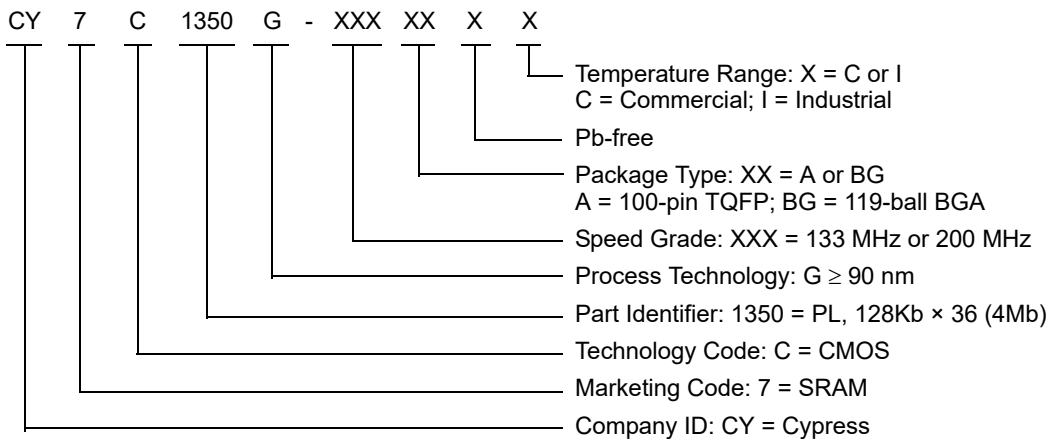 CY 7 C 1350 G - XXX XX X X
Temperature Range: X = C or I
C = Commercial; I = Industrial
Pb-free
Package Type: XX = A or BG
A = 100-pin TQFP; BG = 119-ball BGA
Speed Grade: XXX = 133 MHz or 200 MHz
Process Technology: G ≥ 90 nm
Part Identifier: 1350 = PL, 128Kb × 36 (4Mb)
Technology Code: C = CMOS
Marketing Code: 7 = SRAM
Company ID: CY = Cypress